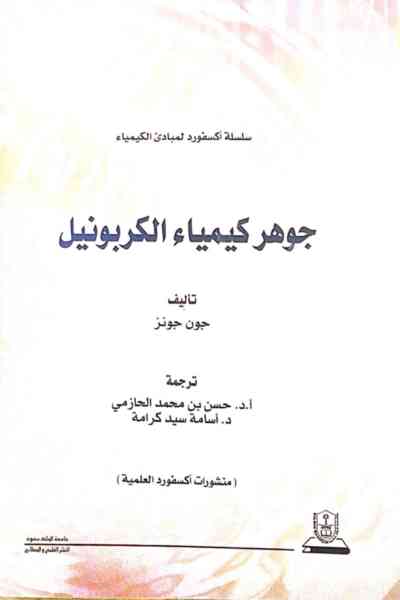 سلسلة أكسفورد لمبادئ الكيمياء
جوهر كيمياء الكربونيل
تأليف
جون جونز
ترجمة
أ.د. حسن بن محمد الحازمي
د. أسامة سيد كرامة
(منشورات أكسفورد العلمية)
جامعة الملك سعود
النشر العلمي والمطابع